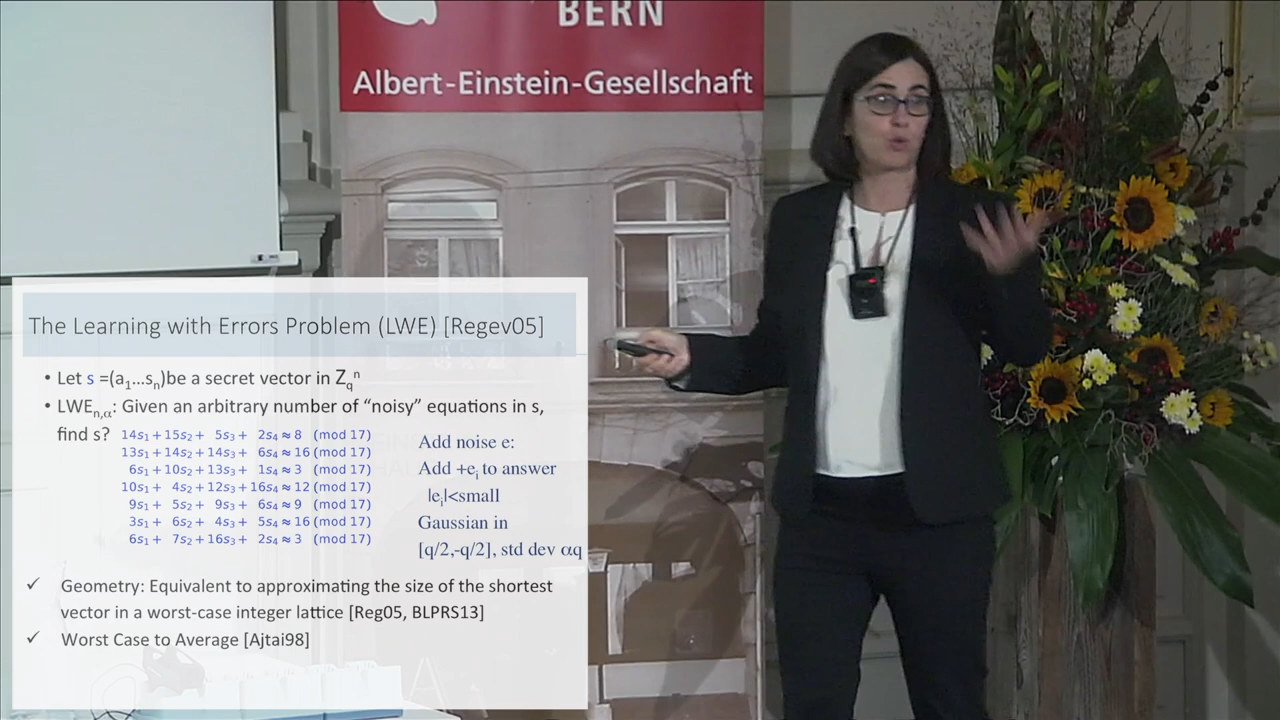 BERN
Albert-Einstein-Gesellschaft
The Learning with Errors Problem (LWE) [Regev05]
• Let s =(a1...sn)be a secret vector in Zqn
• LWEn,α: Given an arbitrary number of “noisy” equations in s,
find s?
14s1 + 15s2 + 5s3 + 2s4 ≈ 8 (mod 17)
13s1 + 14s2 + 14s3 + 6s4 ≈ 16 (mod 17)
6s1 + 10s2 + 13s3 + 1s4 ≈ 3 (mod 17)
10s1 + 4s2 + 12s3 + 16s4 ≈ 12 (mod 17)
9s1 + 5s2 + 9s3 + 6s4 ≈ 9 (mod 17)
3s1 + 6s2 + 4s3 + 5s4 ≈ 16 (mod 17)
6s1 + 7s2 + 16s3 + 2s4 ≈ 3 (mod 17)
Add noise e:
Add +ei to answer
|ei|<small
Gaussian in
[q/2,-q/2], std dev αq
✓ Geometry: Equivalent to approximating the size of the shortest
vector in a worst-case integer lattice [Reg05, BLPRS13]
✓ Worst Case to Average [Ajtai98]